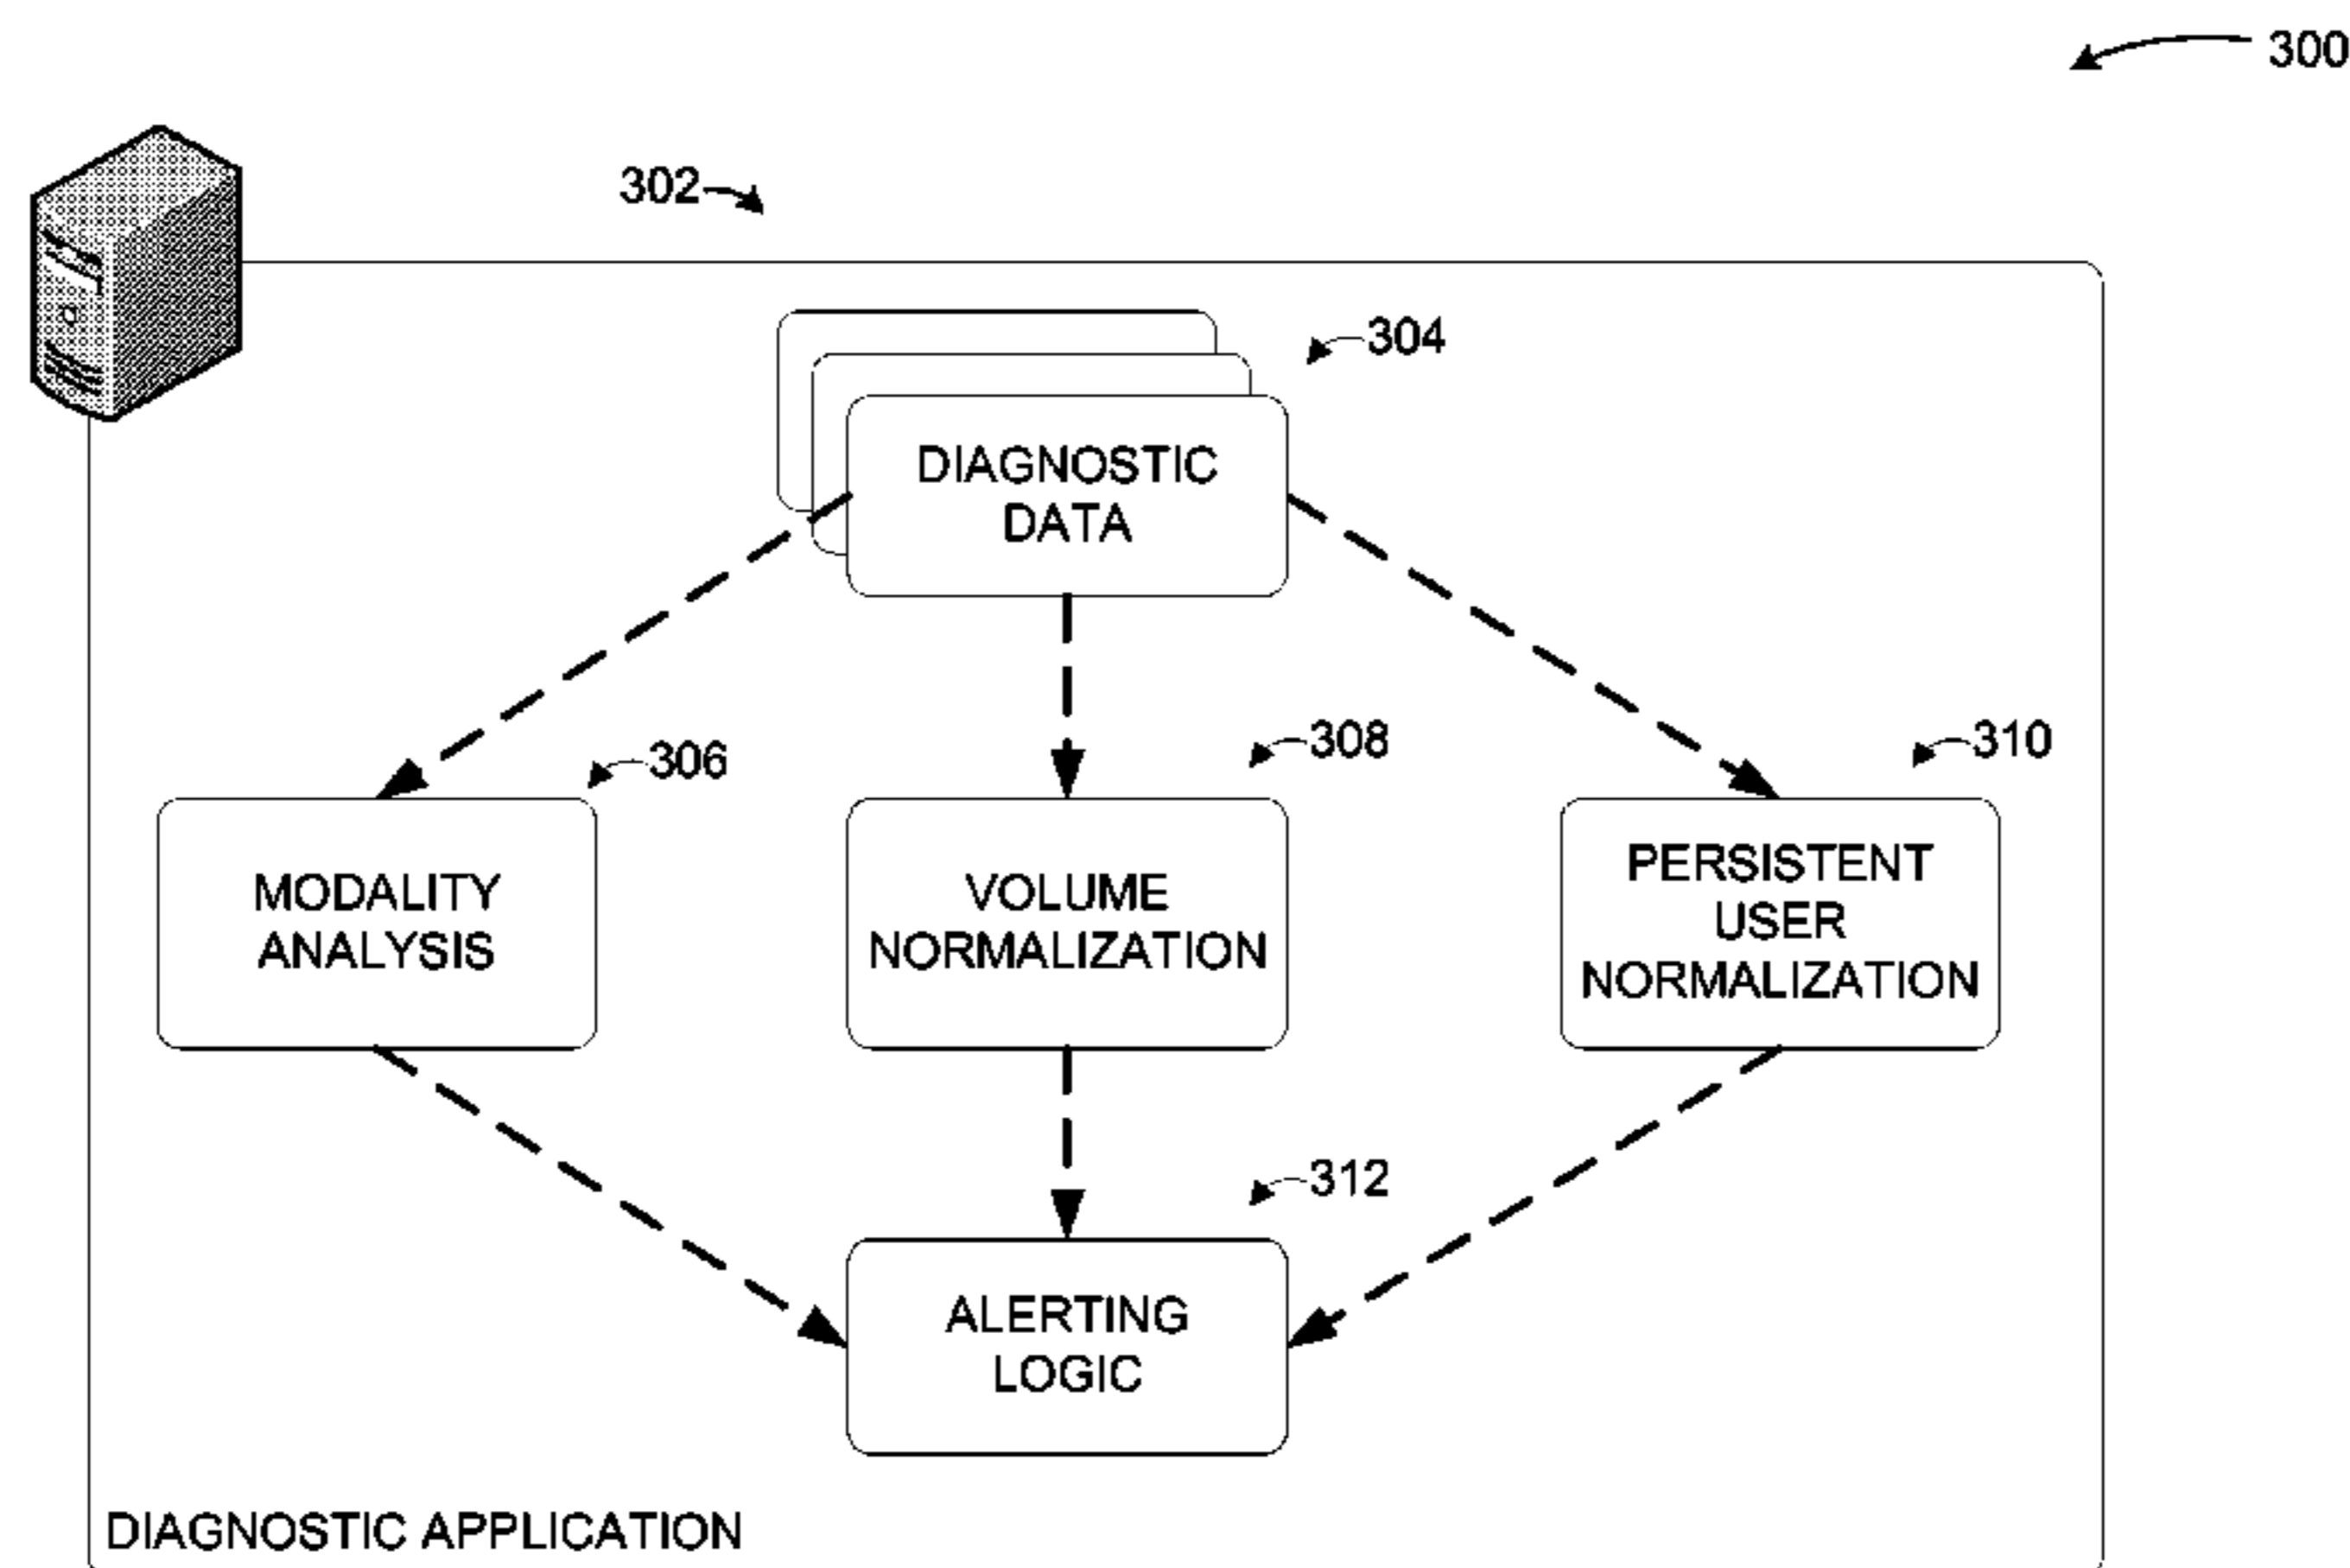 300
302
304
DIAGNOSTIC
DATA
306
308
310
MODALITY
ANALYSIS
VOLUME
NORMALIZATION
PERSISTENT
USER
NORMALIZATION
312
ALERTING
LOGIC
DIAGNOSTIC APPLICATION